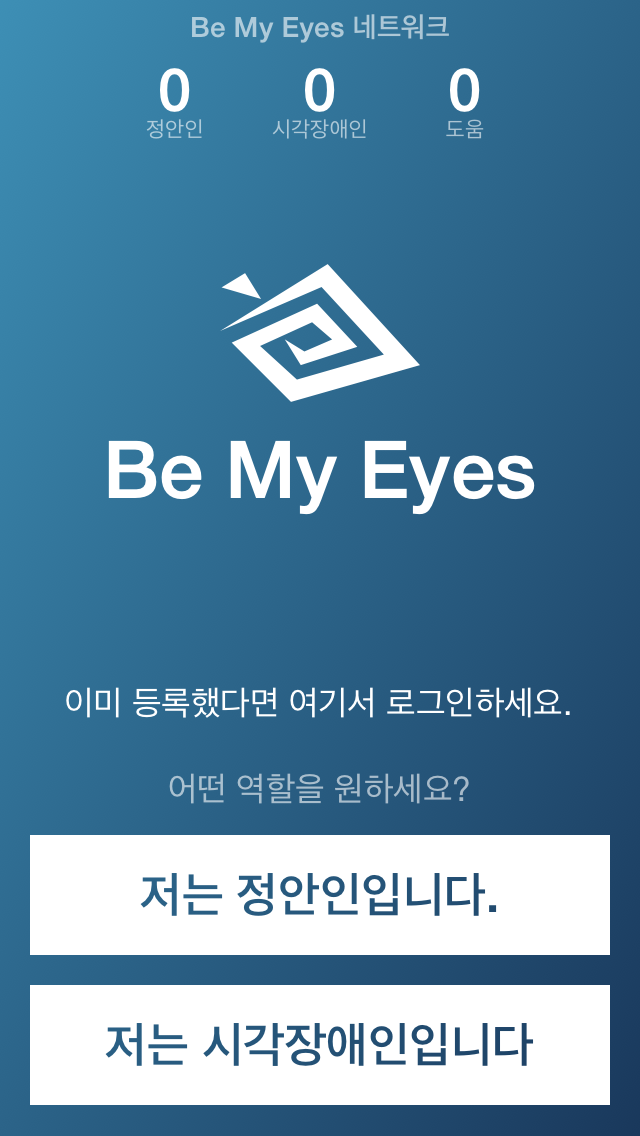 Be My Eyes 네트워크
0 0 0
정안인 시각장애인 도움
Be My Eyes
이미 등록했다면 여기서 로그인하세요.
어떤 역할을 원하세요?
저는 정안인입니다.
저는 시각장애인입니다